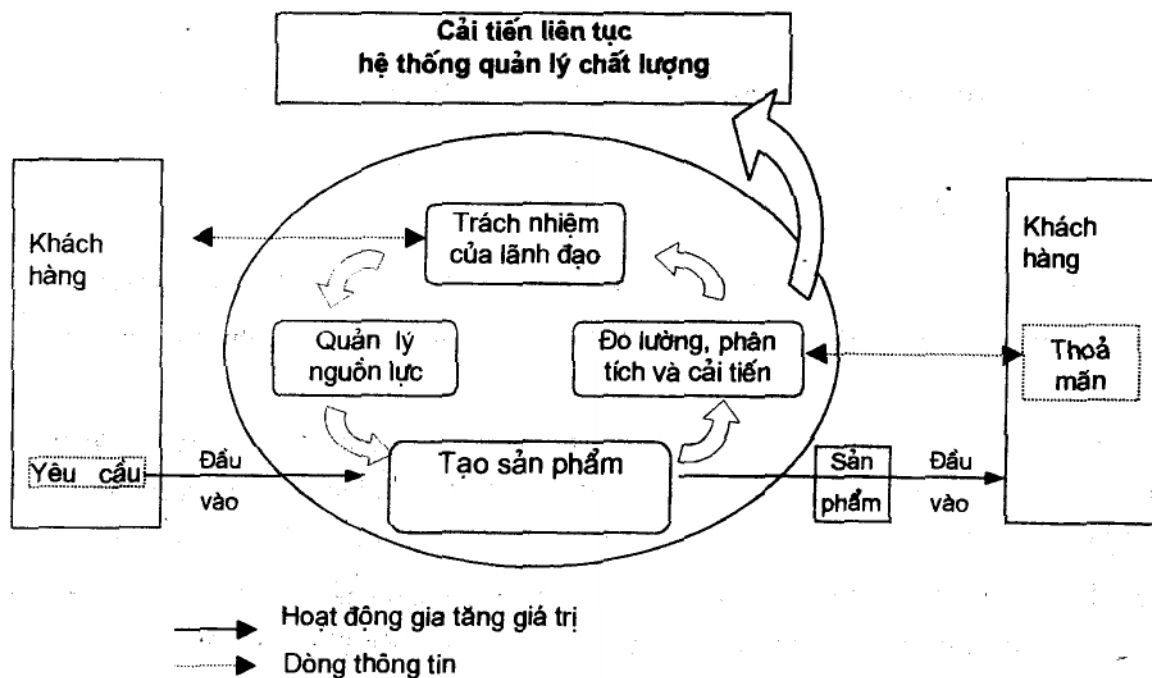 Cải tiến liên tục
hệ thống quản lý chất lượng
Khách
hàng
Trách nhiệm
của lãnh đạo
Khách
hàng
Quản lý
nguồn lực
Đo lường, phân
tích và cải tiến
Thoả
mấn
Yêu cầu
Đầu
vào
Tạo sản phẩm
Sản
phẩm
Đầu
vào
Hoạt động gia tăng giá trị
Dòng thông tin